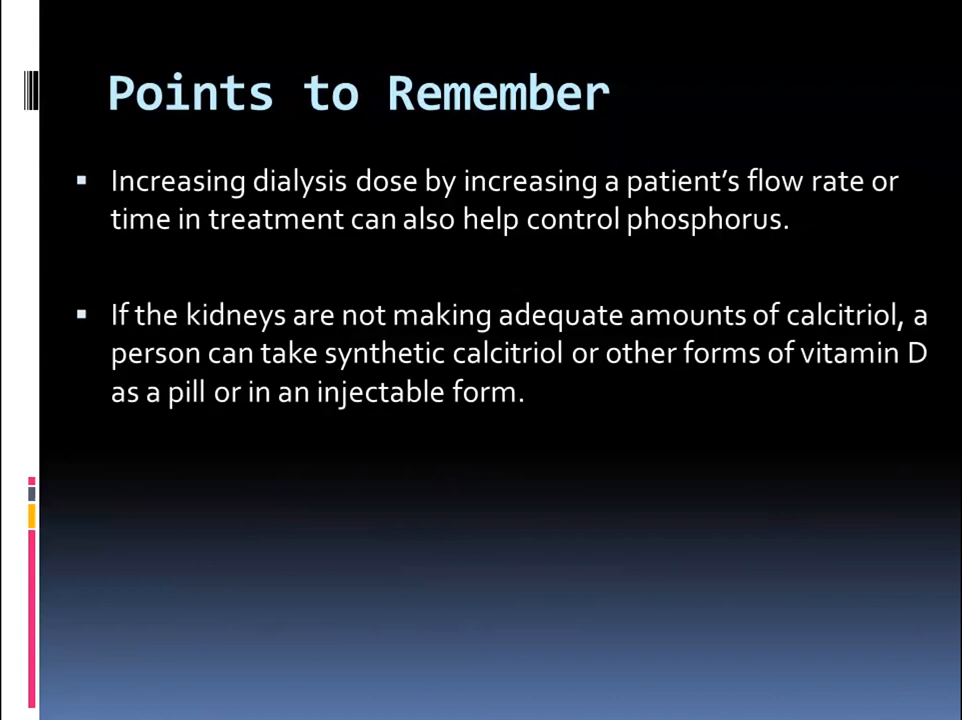 Points to Remember
▪ Increasing dialysis dose by increasing a patient’s flow rate or
time in treatment can also help control phosphorus.
▪ If the kidneys are not making adequate amounts of calcitriol, a
person can take synthetic calcitriol or other forms of vitamin D
as a pill or in an injectable form.